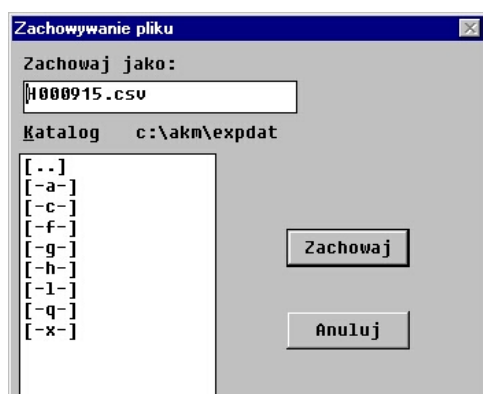 Zachowywanie pliku
Zachowaj jako:
H000915.csv
Katalog c:\akm\expdat
[..]
[-a-]
[-c-]
[-f-]
[-g-]
[-h-]
[-l-]
[-q-]
[-x-]
Zachowaj
Anuluj